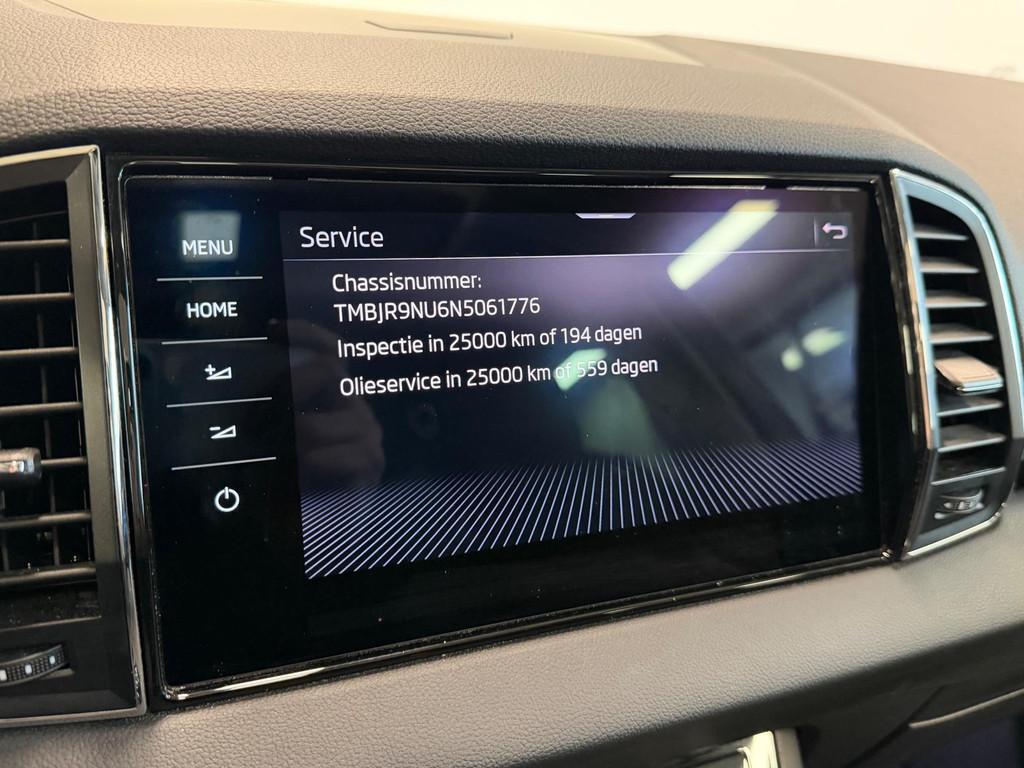 MENU
HOME
Service
Chassisnummer:
TMBJR9NU6N5061776
Inspectie in 25000 km of 194 dagen
Olieservice in 25000 km of 559 dagen